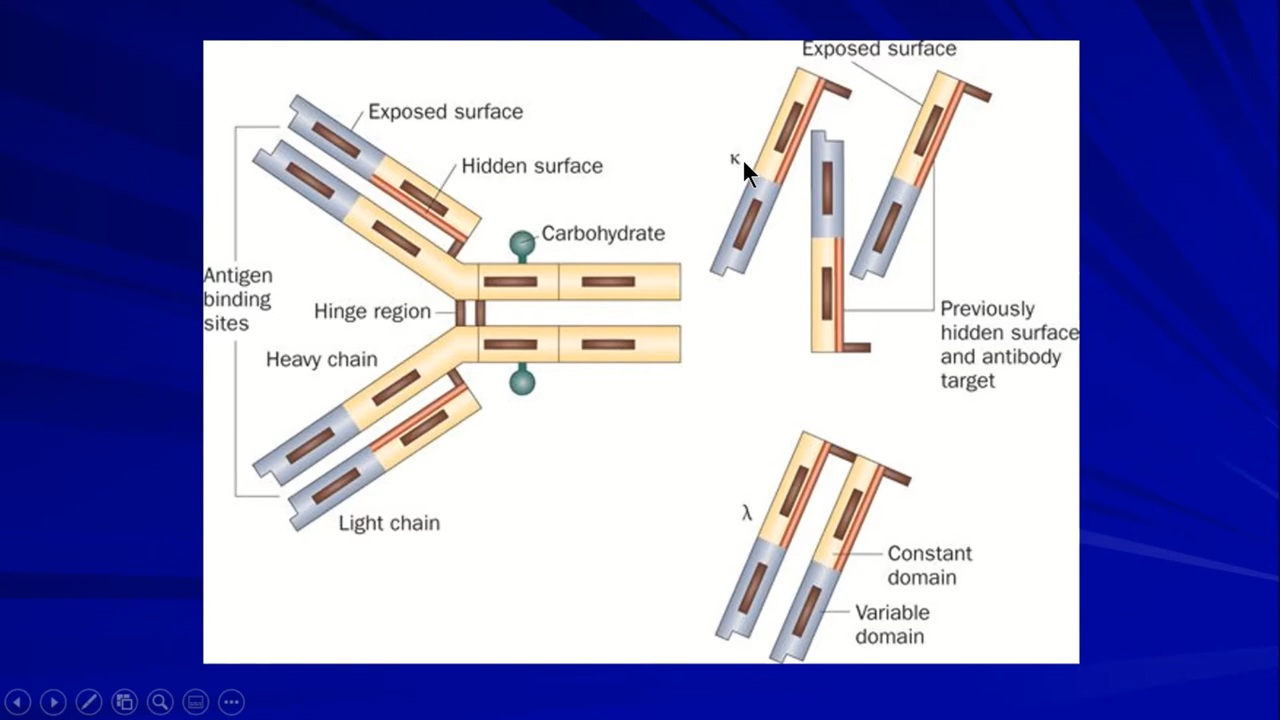 Exposed surface
Hidden surface
Carbohydrate
Antigen
binding
sites
Hinge region
Heavy chain
Light chain
Exposed surface
κ
Previously
hidden surface
and antibody
target
λ
Constant
domain
Variable
domain